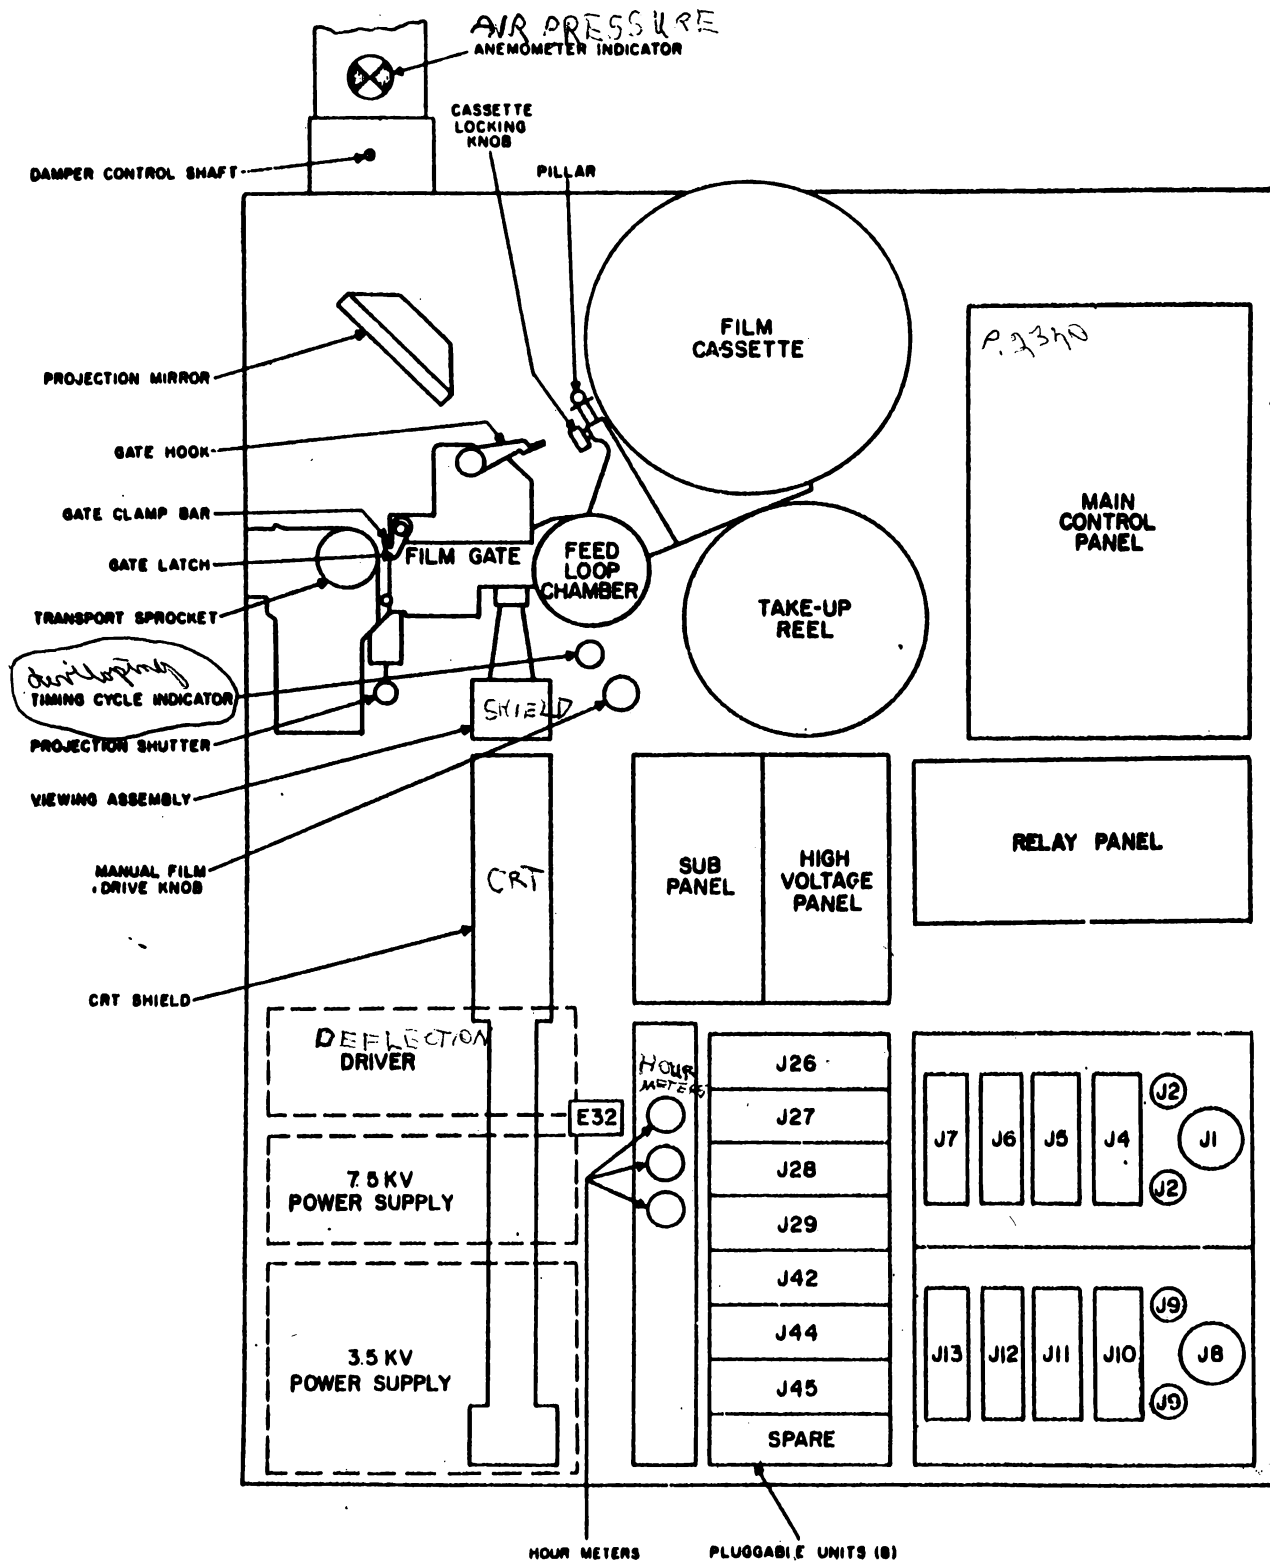 AIR PRESSURE
ANEMOMETER INDICATOR
CASSETTE
LOCKING
KNOB
DAMPER CONTROL SHAFT
PILLAR
FILM
CASSETTE
P. 2340
PROJECTION MIRROR
GATE HOOK
GATE CLAMP BAR
MAIN
CONTROL
PANEL
GATE LATCH
FILM GATE
FEED
LOOP
CHAMBER
TRANSPORT SPROCKET
TAKE-UP
REEL
TIMING CYCLE INDICATOR
SHIELD
PROJECTION SHUTTER
VIEWING ASSEMBLY
MANUAL FILM
DRIVE KNOB
CRT
SUB
PANEL
HIGH
VOLTAGE
PANEL
RELAY PANEL
CRT SHIELD
DEFLECTION
DRIVER
HOUR
METERS
E32
7.5 KV
POWER SUPPLY
3.5 KV
POWER SUPPLY
J26
J27
J28
J29
J42
J44
J45
SPARE
J7
J6
J5
J4
J2
J2
J1
J13
J12
J11
J10
J9
J9
J8
HOUR METERS
PLUGGABLE UNITS (8)